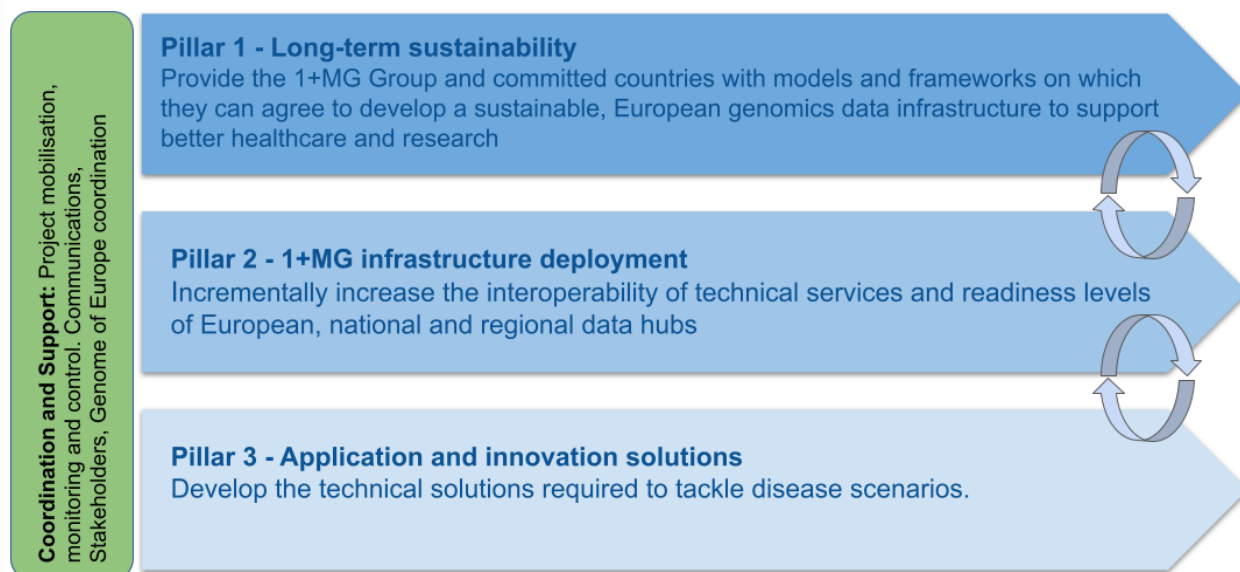 Coordination and Support: Project mobilisation,
monitoring and control. Communications,
Stakeholders, Genome of Europe coordination
Pillar 1 - Long-term sustainability
Provide the 1+MG Group and committed countries with models and frameworks on which
they can agree to develop a sustainable, European genomics data infrastructure to support
better healthcare and research
Pillar 2 - 1+MG infrastructure deployment
Incrementally increase the interoperability of technical services and readiness levels
of European, national and regional data hubs
Pillar 3 - Application and innovation solutions
Develop the technical solutions required to tackle disease scenarios.